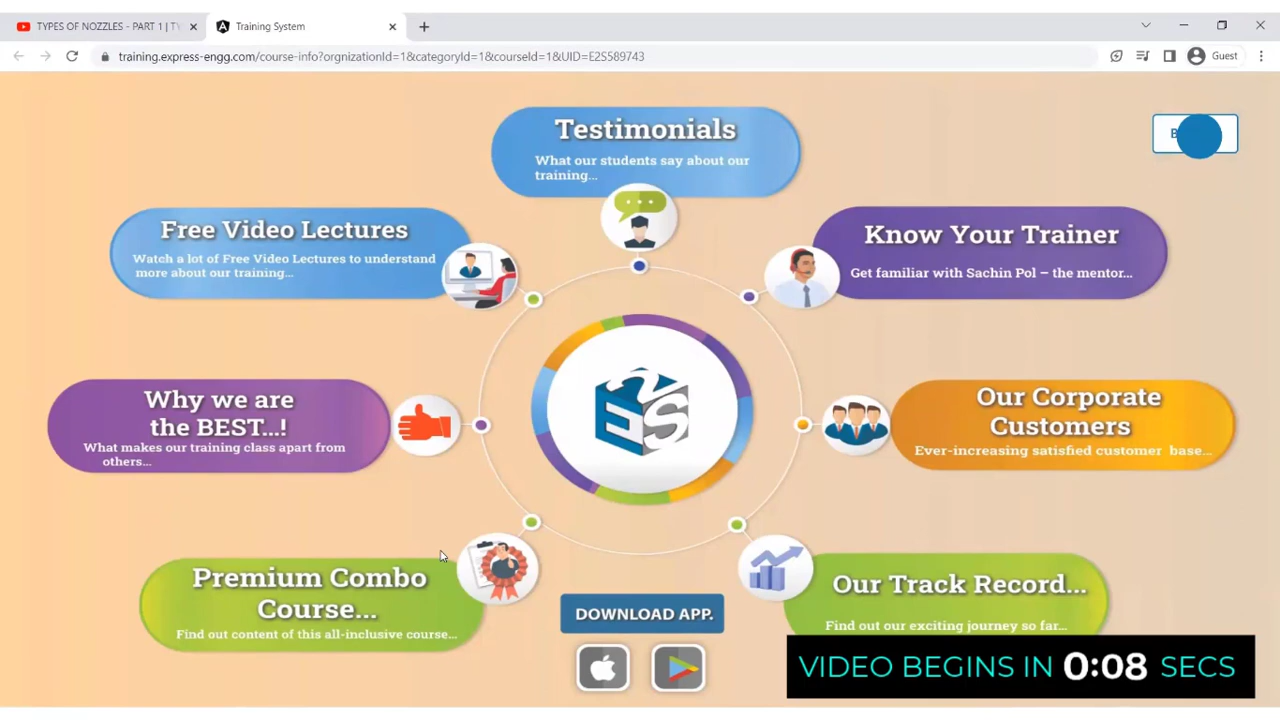 TYPES OF NOZZLES - PART 1 | T
Training System
training.express-engg.com/course-info?orgnizationId=1&categoryId=1&courseId=1&UID=E2S589743
Guest
Testimonials
What our students say about our
training...
Free Video Lectures
Watch a lot of Free Video Lectures to understand
more about our training...
Know Your Trainer
Get familiar with Sachin Pol – the mentor...
Why we are
the BEST...!
What makes our training class apart from
others...
E2S
Our Corporate
Customers
Ever-increasing satisfied customer base...
Premium Combo
Course...
Find out content of this all-inclusive course...
DOWNLOAD APP.
Our Track Record...
Find out our exciting journey so far...
VIDEO BEGINS IN 0:08 SECS